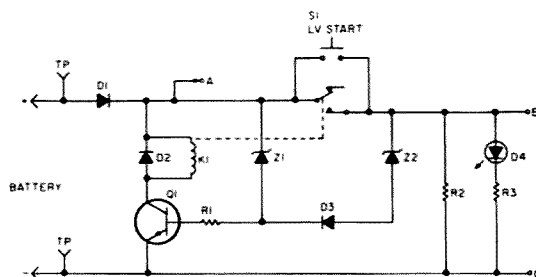 S1
LV START
TP
D1
A
B
D2
K1
Z1
Z2
D4
BATTERY
Q1
R1
D3
R2
R3
TP